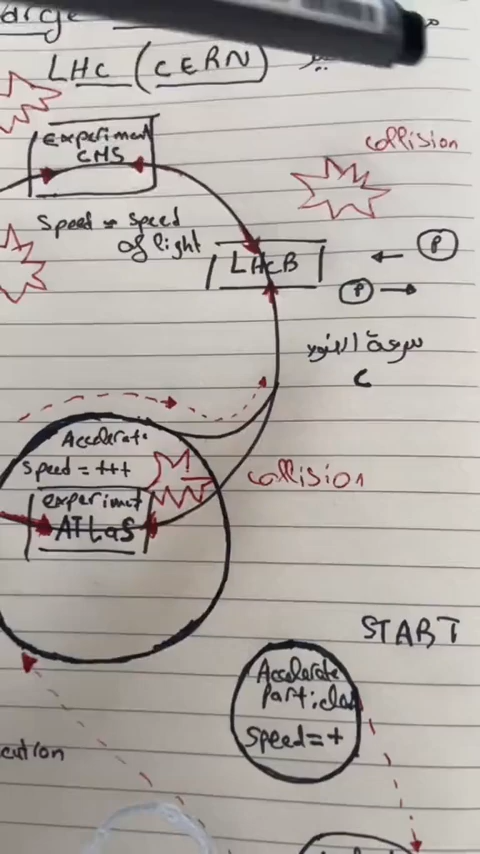 LHC (CERN)
Experiment
CMS
collision
Speed = speed
of light
LHCB
P
P
سرعة الضوء
C
Accelerate
Speed = +++
collision
experiment
ATLaS
START
Accelerate
Particles
Speed = +